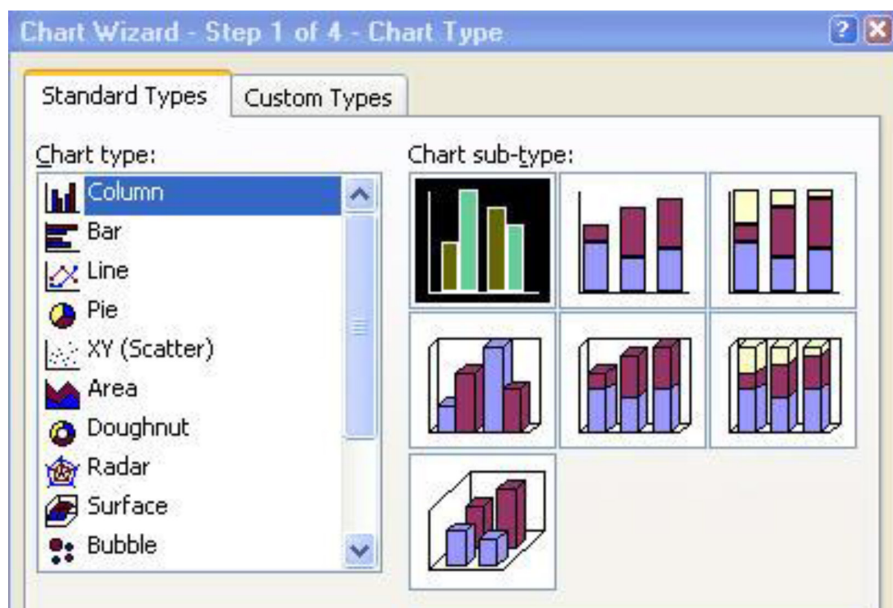 Chart Wizard - Step 1 of 4 - Chart Type
Standard Types
Custom Types
Chart type:
Column
Bar
Line
Pie
XY (Scatter)
Area
Doughnut
Radar
Surface
Bubble
Chart sub-type: